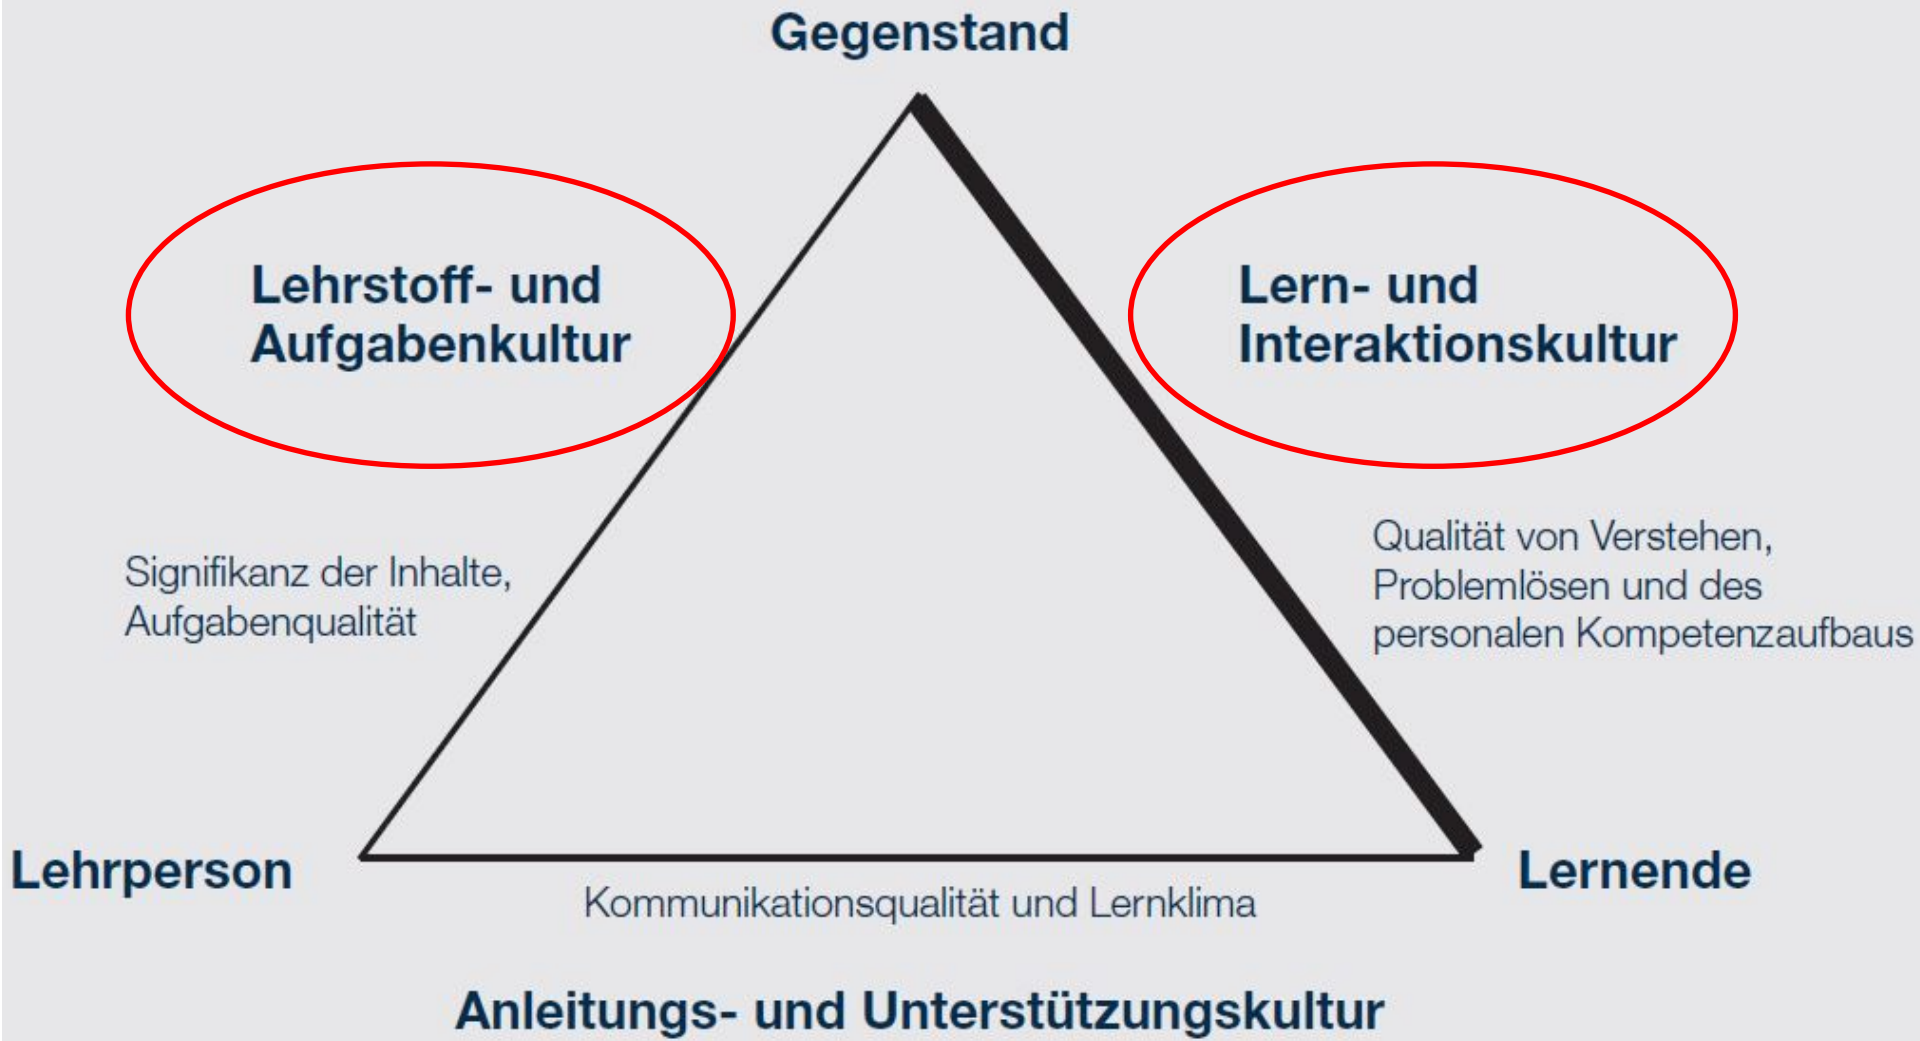 Gegenstand
Lehrstoff- und
Aufgabenkultur
Lern- und
Interaktionskultur
Signifikanz der Inhalte,
Aufgabenqualität
Qualität von Verstehen,
Problemlösen und des
personalen Kompetenzaufbaus
Lehrperson
Lernende
Kommunikationsqualität und Lernklima
Anleitungs- und Unterstützungskultur